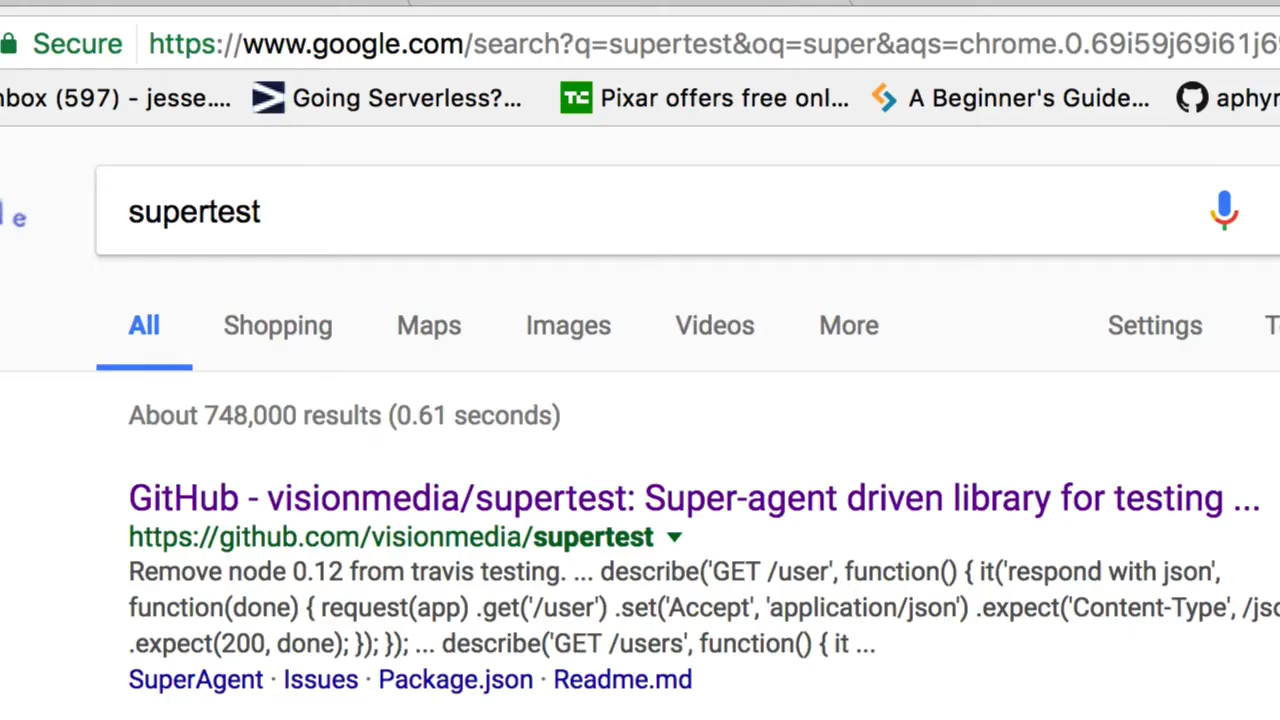 Secure https://www.google.com/search?q=supertest&oq=super&aqs=chrome.0.69i59j69i61j6
nbox (597) - jesse.... Going Serverless?... TC Pixar offers free onl... A Beginner's Guide... aphyr
e supertest
All Shopping Maps Images Videos More Settings T
About 748,000 results (0.61 seconds)
GitHub - visionmedia/supertest: Super-agent driven library for testing ...
https://github.com/visionmedia/supertest
Remove node 0.12 from travis testing. ... describe('GET /user', function() { it('respond with json',
function(done) { request(app) .get('/user') .set('Accept', 'application/json') .expect('Content-Type', /jso
.expect(200, done); }); }); ... describe('GET /users', function() { it ...
SuperAgent · Issues · Package.json · Readme.md